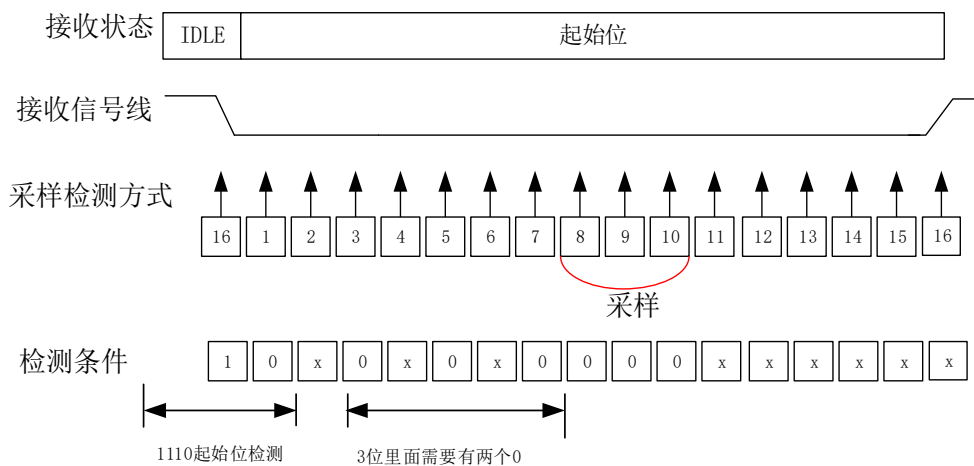 接收状态 IDLE 起始位
接收信号线
采样检测方式
16 1 2 3 4 5 6 7 8 9 10 11 12 13 14 15 16
采样
检测条件 1 0 x 0 x 0 x 0 0 0 0 x x x x x x
1110起始位检测 3位里面需要有两个0